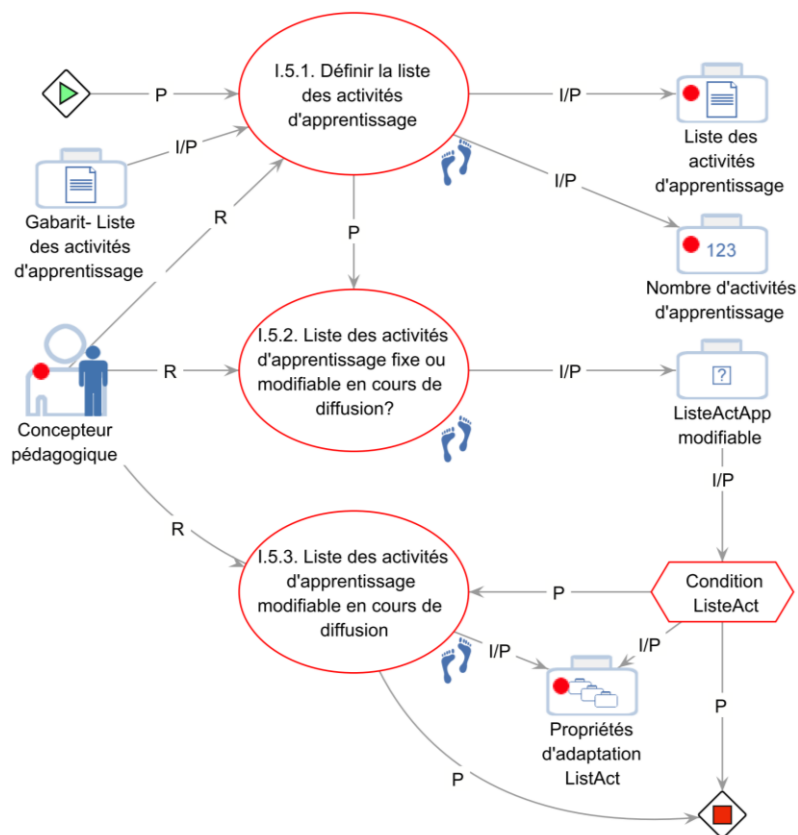 I.5.1. Définir la liste
des activités
d'apprentissage
P
I/P
Liste des
activités
d'apprentissage
I/P
Gabarit- Liste
des activités
d'apprentissage
I/P
R
P
123
Nombre d'activités
d'apprentissage
I.5.2. Liste des activités
d'apprentissage fixe ou
modifiable en cours de
diffusion?
R
I/P
?
ListeActApp
modifiable
Concepteur
pédagogique
I/P
R
I.5.3. Liste des activités
d'apprentissage
modifiable en cours de
diffusion
P
Condition
ListeAct
I/P
I/P
P
Propriétés
d'adaptation
ListAct
P